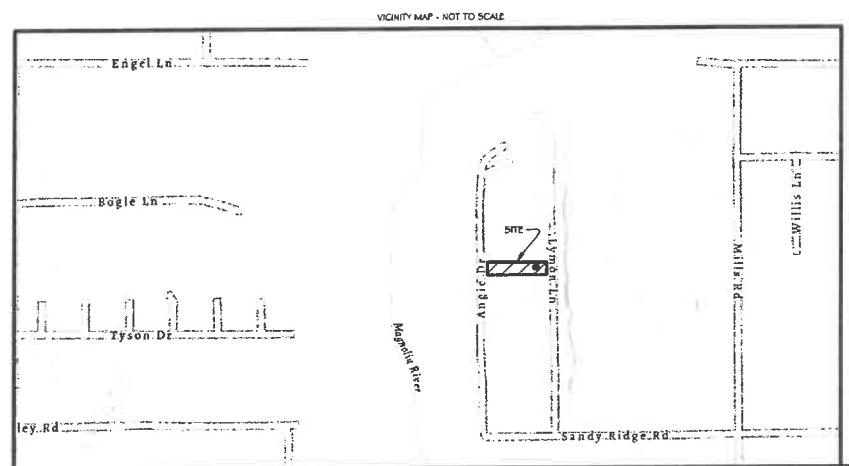 VICINITY MAP - NOT TO SCALE
Engel Ln
Bogle Ln
Willis Ln
SITE
Angie Dr
Lyman Ln
Mills Rd
Tyson Dr
Magnolia River
ley Rd
Sandy Ridge Rd